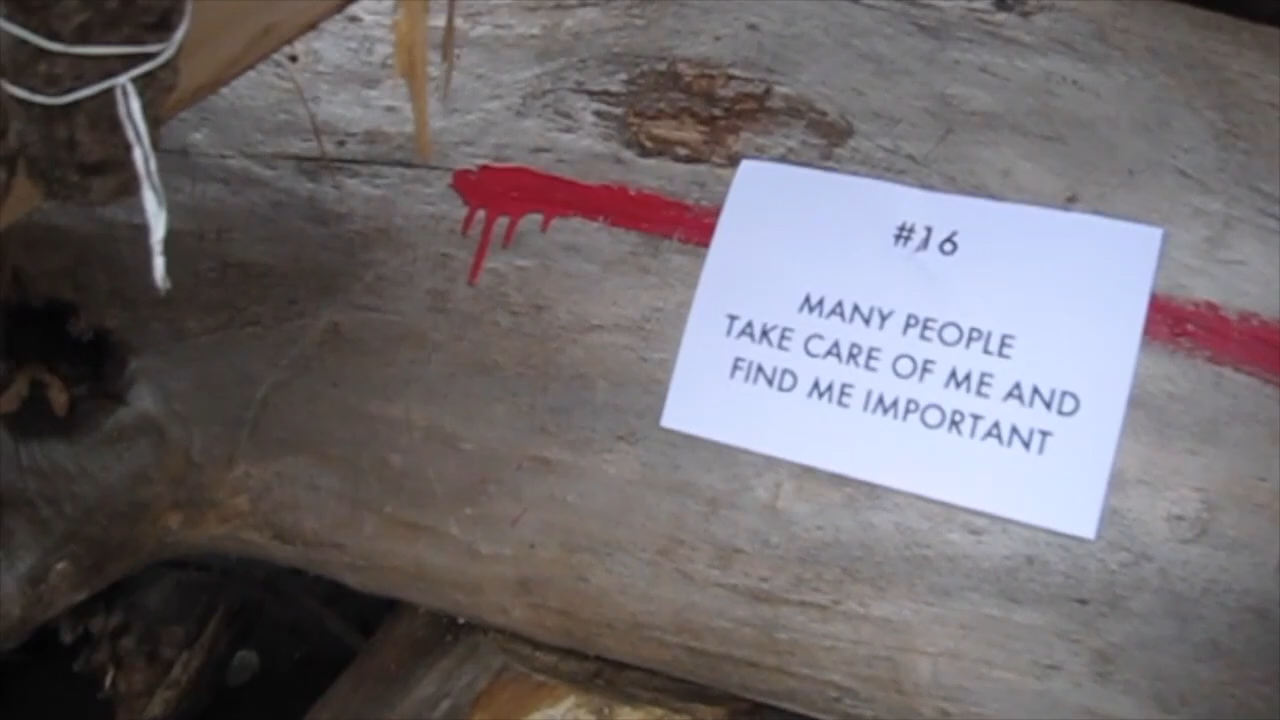 #16
MANY PEOPLE
TAKE CARE OF ME AND
FIND ME IMPORTANT